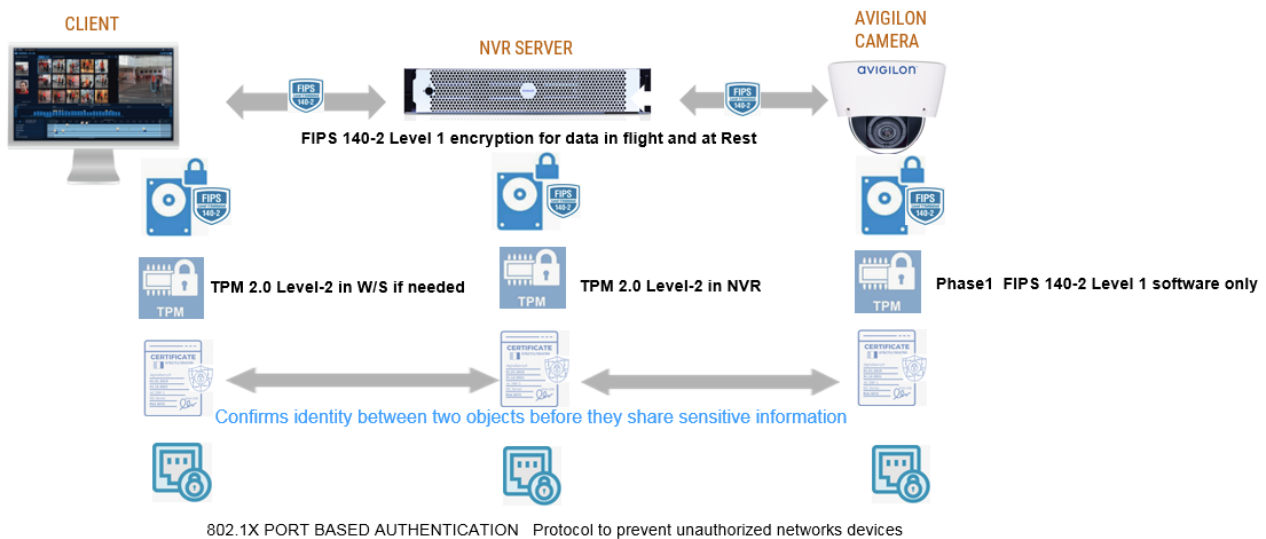 CLIENT
NVR SERVER
AVIGILON
CAMERA
aVIGILON
FIPS
140-2
FIPS
140-2
FIPS 140-2 Level 1 encryption for data in flight and at Rest
FIPS
140-2
FIPS
140-2
FIPS
140-2
TPM
TPM 2.0 Level-2 in W/S if needed
TPM
TPM 2.0 Level-2 in NVR
TPM
Phase1 FIPS 140-2 Level 1 software only
CERTIFICATE
CERTIFICATE
CERTIFICATE
Confirms identity between two objects before they share sensitive information
802.1X PORT BASED AUTHENTICATION Protocol to prevent unauthorized networks devices